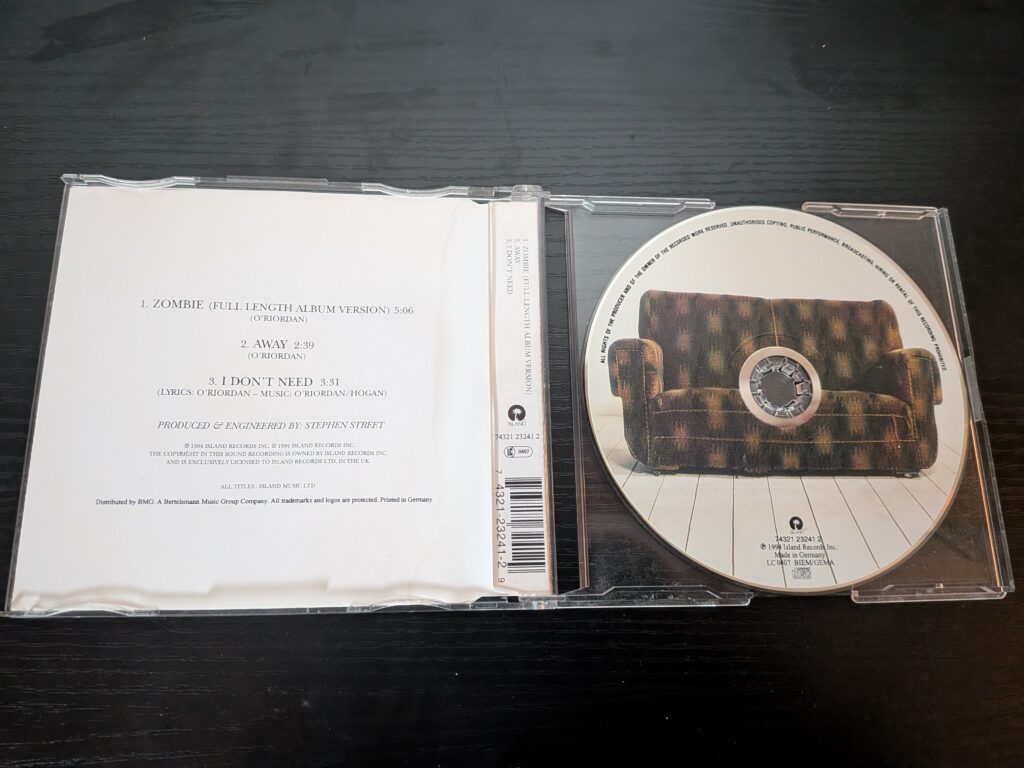 1. ZOMBIE (FULL LENGTH ALBUM VERSION) 5:06
(O'RIORDAN)
2. AWAY 2:39
(O'RIORDAN)
3. I DON'T NEED 3:31
(LYRICS: O'RIORDAN – MUSIC: O'RIORDAN/HOGAN)
PRODUCED & ENGINEERED BY: STEPHEN STREET
℗ 1994 ISLAND RECORDS INC. © 1994 ISLAND RECORDS INC.
THE COPYRIGHT IN THIS SOUND RECORDING IS OWNED BY ISLAND RECORDS INC,
AND IS EXCLUSIVELY LICENSED TO ISLAND RECORDS LTD. IN THE UK.
ALL TITLES : ISLAND MUSIC LTD
Distributed by BMG. A Bertelsmann Music Group Company. All trademarks and logos are protected. Printed in Germany
1. ZOMBIE (FULL LENGTH ALBUM VERSION)
2. AWAY
3. I DON'T NEED
ISLAND
74321 23241 2
LC 0407
7 4321-23241-2 9
ALL RIGHTS OF THE PRODUCER AND OF THE OWNER OF THE RECORDED WORK RESERVED. UNAUTHORISED COPYING, PUBLIC PERFORMANCE, BROADCASTING, HIRING OR RENTAL OF THIS RECORDING PROHIBITED.
ISLAND
74321 23241 2
℗ 1994 Island Records Inc.
Made in Germany
LC 0407 BIEM/GEMA